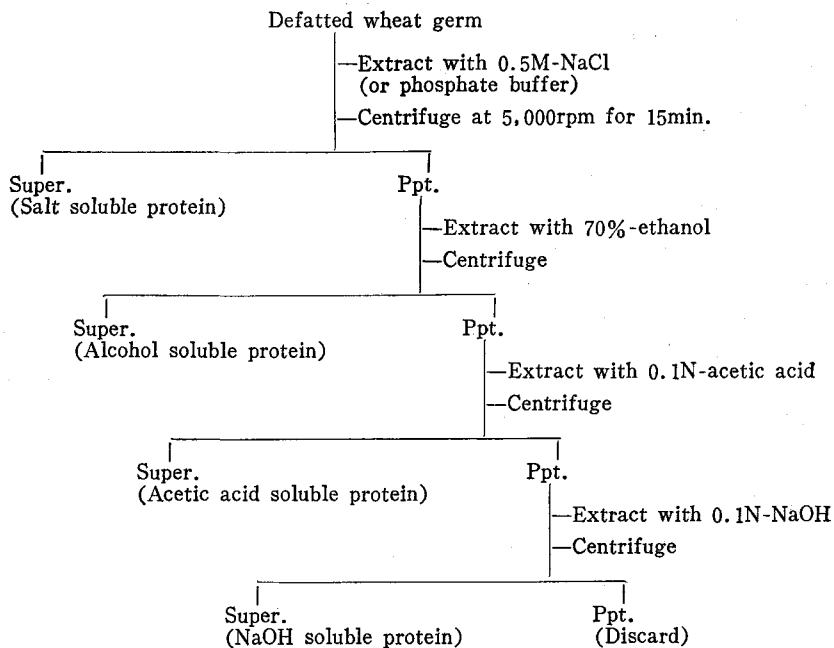 Defatted wheat germ
Extract with 0.5M-NaCl
(or phosphate buffer)
Centrifuge at 5,000rpm for 15min.
Super.
(Salt soluble protein)
Ppt.
Extract with 70%-ethanol
Centrifuge
Super.
(Alcohol soluble protein)
Ppt.
Extract with 0.1N-acetic acid
Centrifuge
Super.
(Acetic acid soluble protein)
Ppt.
Extract with 0.1N-NaOH
Centrifuge
Super.
(NaOH soluble protein)
Ppt.
(Discard)